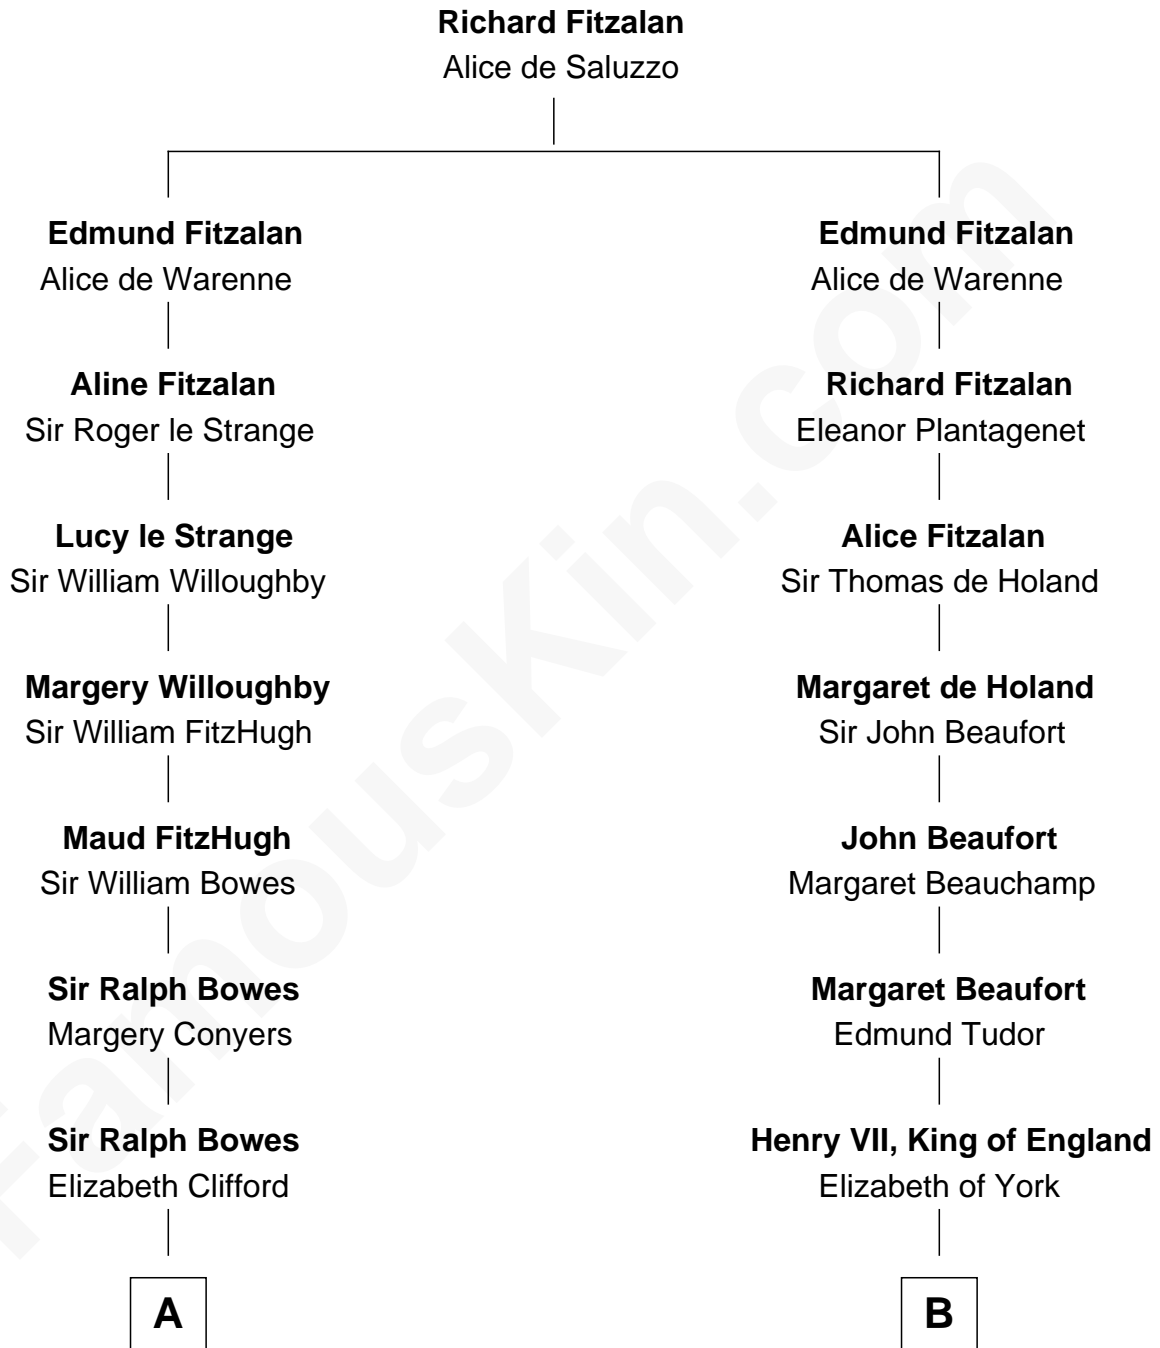 Richard Fitzalan
Alice de Saluzzo
Edmund Fitzalan
Alice de Warenne
Aline Fitzalan
Sir Roger le Strange
Lucy le Strange
Sir William Willoughby
Margery Willoughby
Sir William FitzHugh
Maud FitzHugh
Sir William Bowes
Sir Ralph Bowes
Margery Conyers
Sir Ralph Bowes
Elizabeth Clifford
A
Edmund Fitzalan
Alice de Warenne
Richard Fitzalan
Eleanor Plantagenet
Alice Fitzalan
Sir Thomas de Holand
Margaret de Holand
Sir John Beaufort
John Beaufort
Margaret Beauchamp
Margaret Beaufort
Edmund Tudor
Henry VII, King of England
Elizabeth of York
B
FamousKin.com